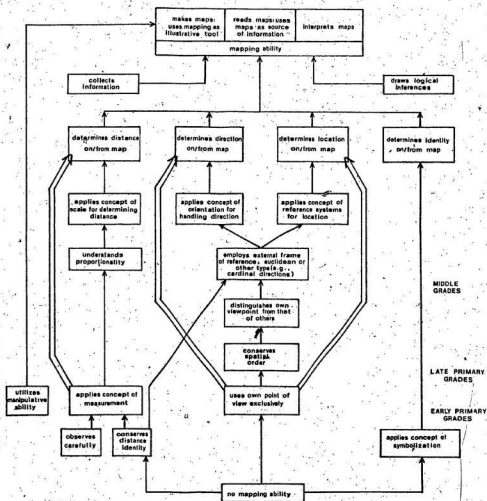 makes maps:
uses mapping as
illustrative tool
reads maps: uses
maps as source
of information
interprets maps
mapping ability
collects
information
draws logical
inferences
determines distance
on/from map
determines direction
on/from map
determines location
on/from map
determines identity
on/from map
applies concept of
scale for determining
distance
applies concept of
orientation for
handling direction
applies concept of
reference systems
for location
understands
proportionality
employs external frame
of reference, euclidean or
other type(e.g.,
cardinal directions)
MIDDLE
GRADES
distinguishes own
viewpoint from that
of others
conserves
spatial
order
LATE PRIMARY
GRADES
utilizes
manipulative
ability
applies concept of
measurement
uses own point of
view exclusively
EARLY PRIMARY
GRADES
observes
carefully
conserves
distance
identity
applies concept of
symbolization
no mapping ability